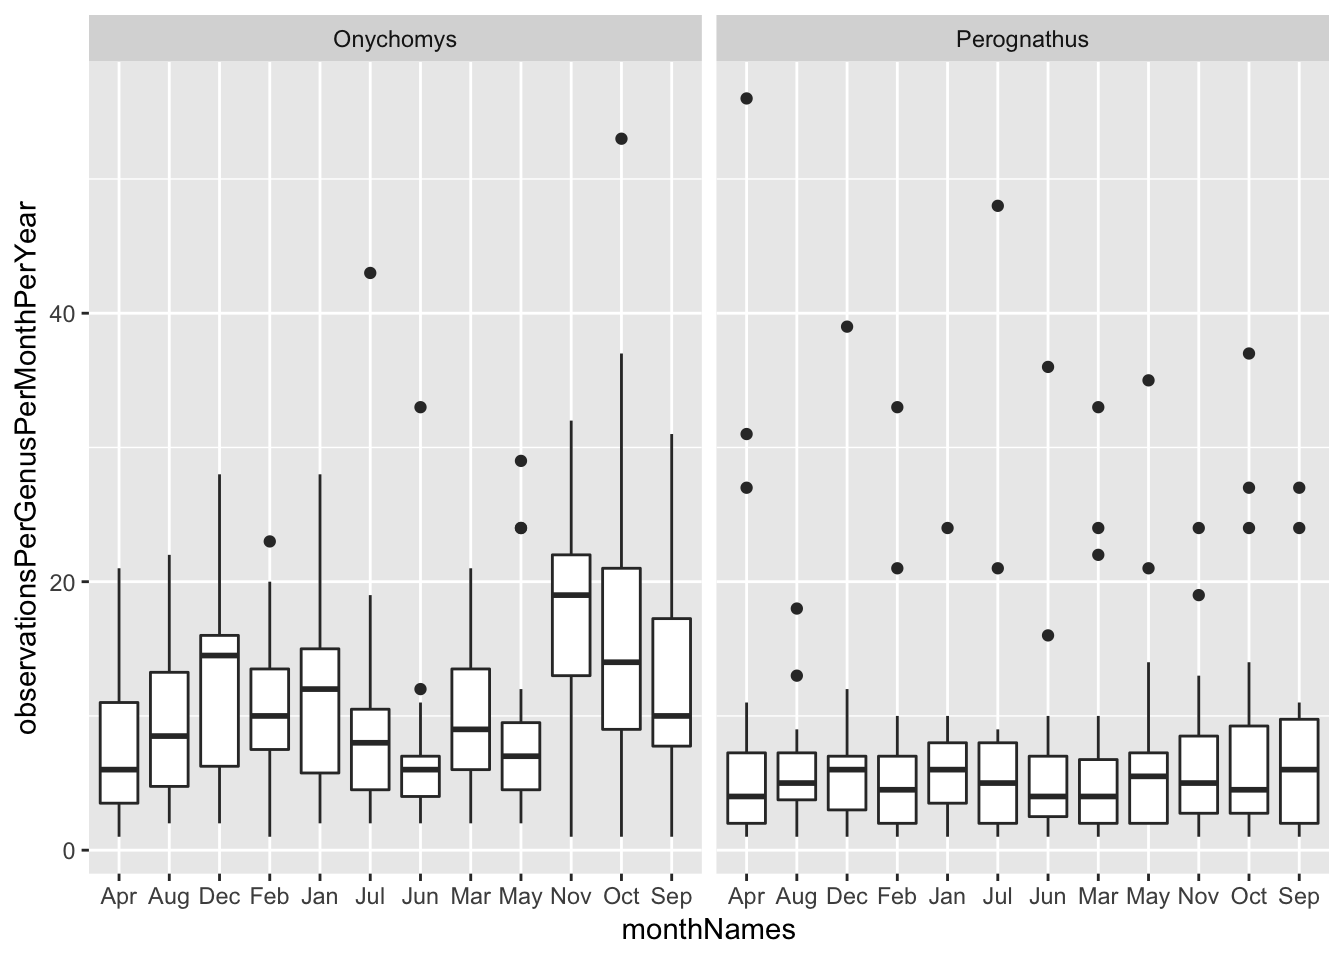 Onychomys Perognathus
observationsPerGenusPerMonthPerYear
40
20
0
Apr Aug Dec Feb Jan Jul Jun Mar May Nov Oct Sep Apr Aug Dec Feb Jan Jul Jun Mar May Nov Oct Sep
monthNames